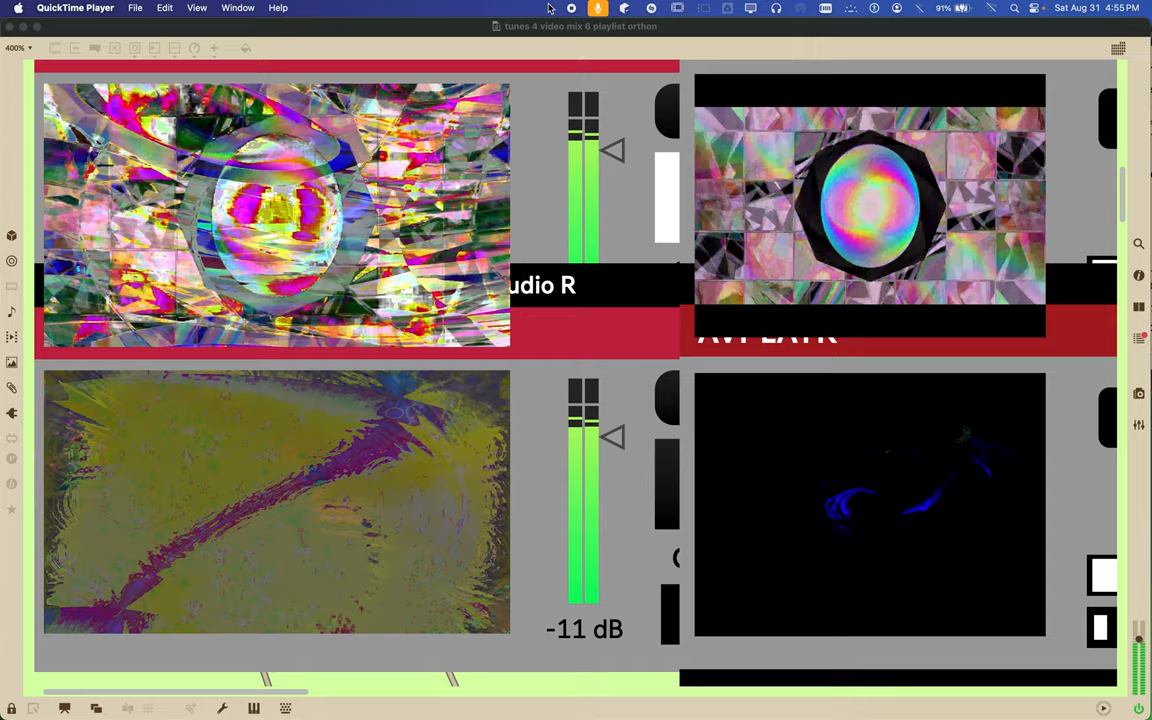 QuickTime Player File Edit View Window Help 91% Sat Aug 31 4:55 PM
tunes 4 video mix 6 playlist orthon
400%
udio R
-11 dB